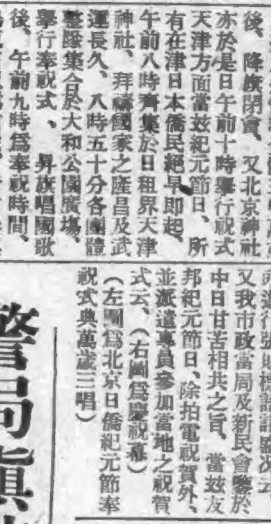 後、降旗閉會、又北京神社
亦於是日午前十時舉行祝式
天津方面當玆紀元節日、所
有在津日本僑民絕早即起、
午前八時齊集於日租界天津
神社、拜禱國家之隆昌及武
運長久、八時五十分各團體
整隊集合於大和公園廣場、
舉行奉祝式、昇旗唱國歌
後、午前九時爲奉祝時間、
又我市政當局及新民會鑒於
中日甘苦相共之旨、當玆友
邦紀元節日、除拍電祝賀外、
並派遣專員參加當地之祝賀
式云、(右圖爲慶祝幕)
(左圖爲北京日僑紀元節奉
祝式典萬歲三唱)
警局